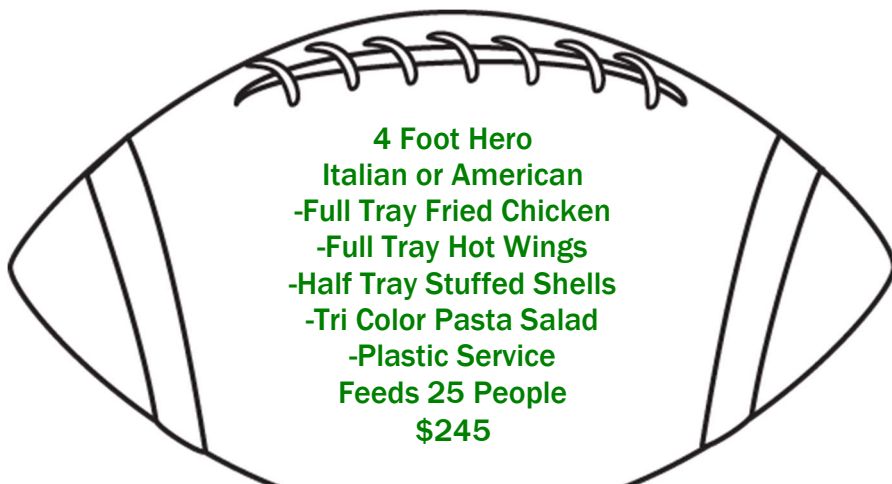 4 Foot Hero
Italian or American
-Full Tray Fried Chicken
-Full Tray Hot Wings
-Half Tray Stuffed Shells
-Tri Color Pasta Salad
-Plastic Service
Feeds 25 People
$245